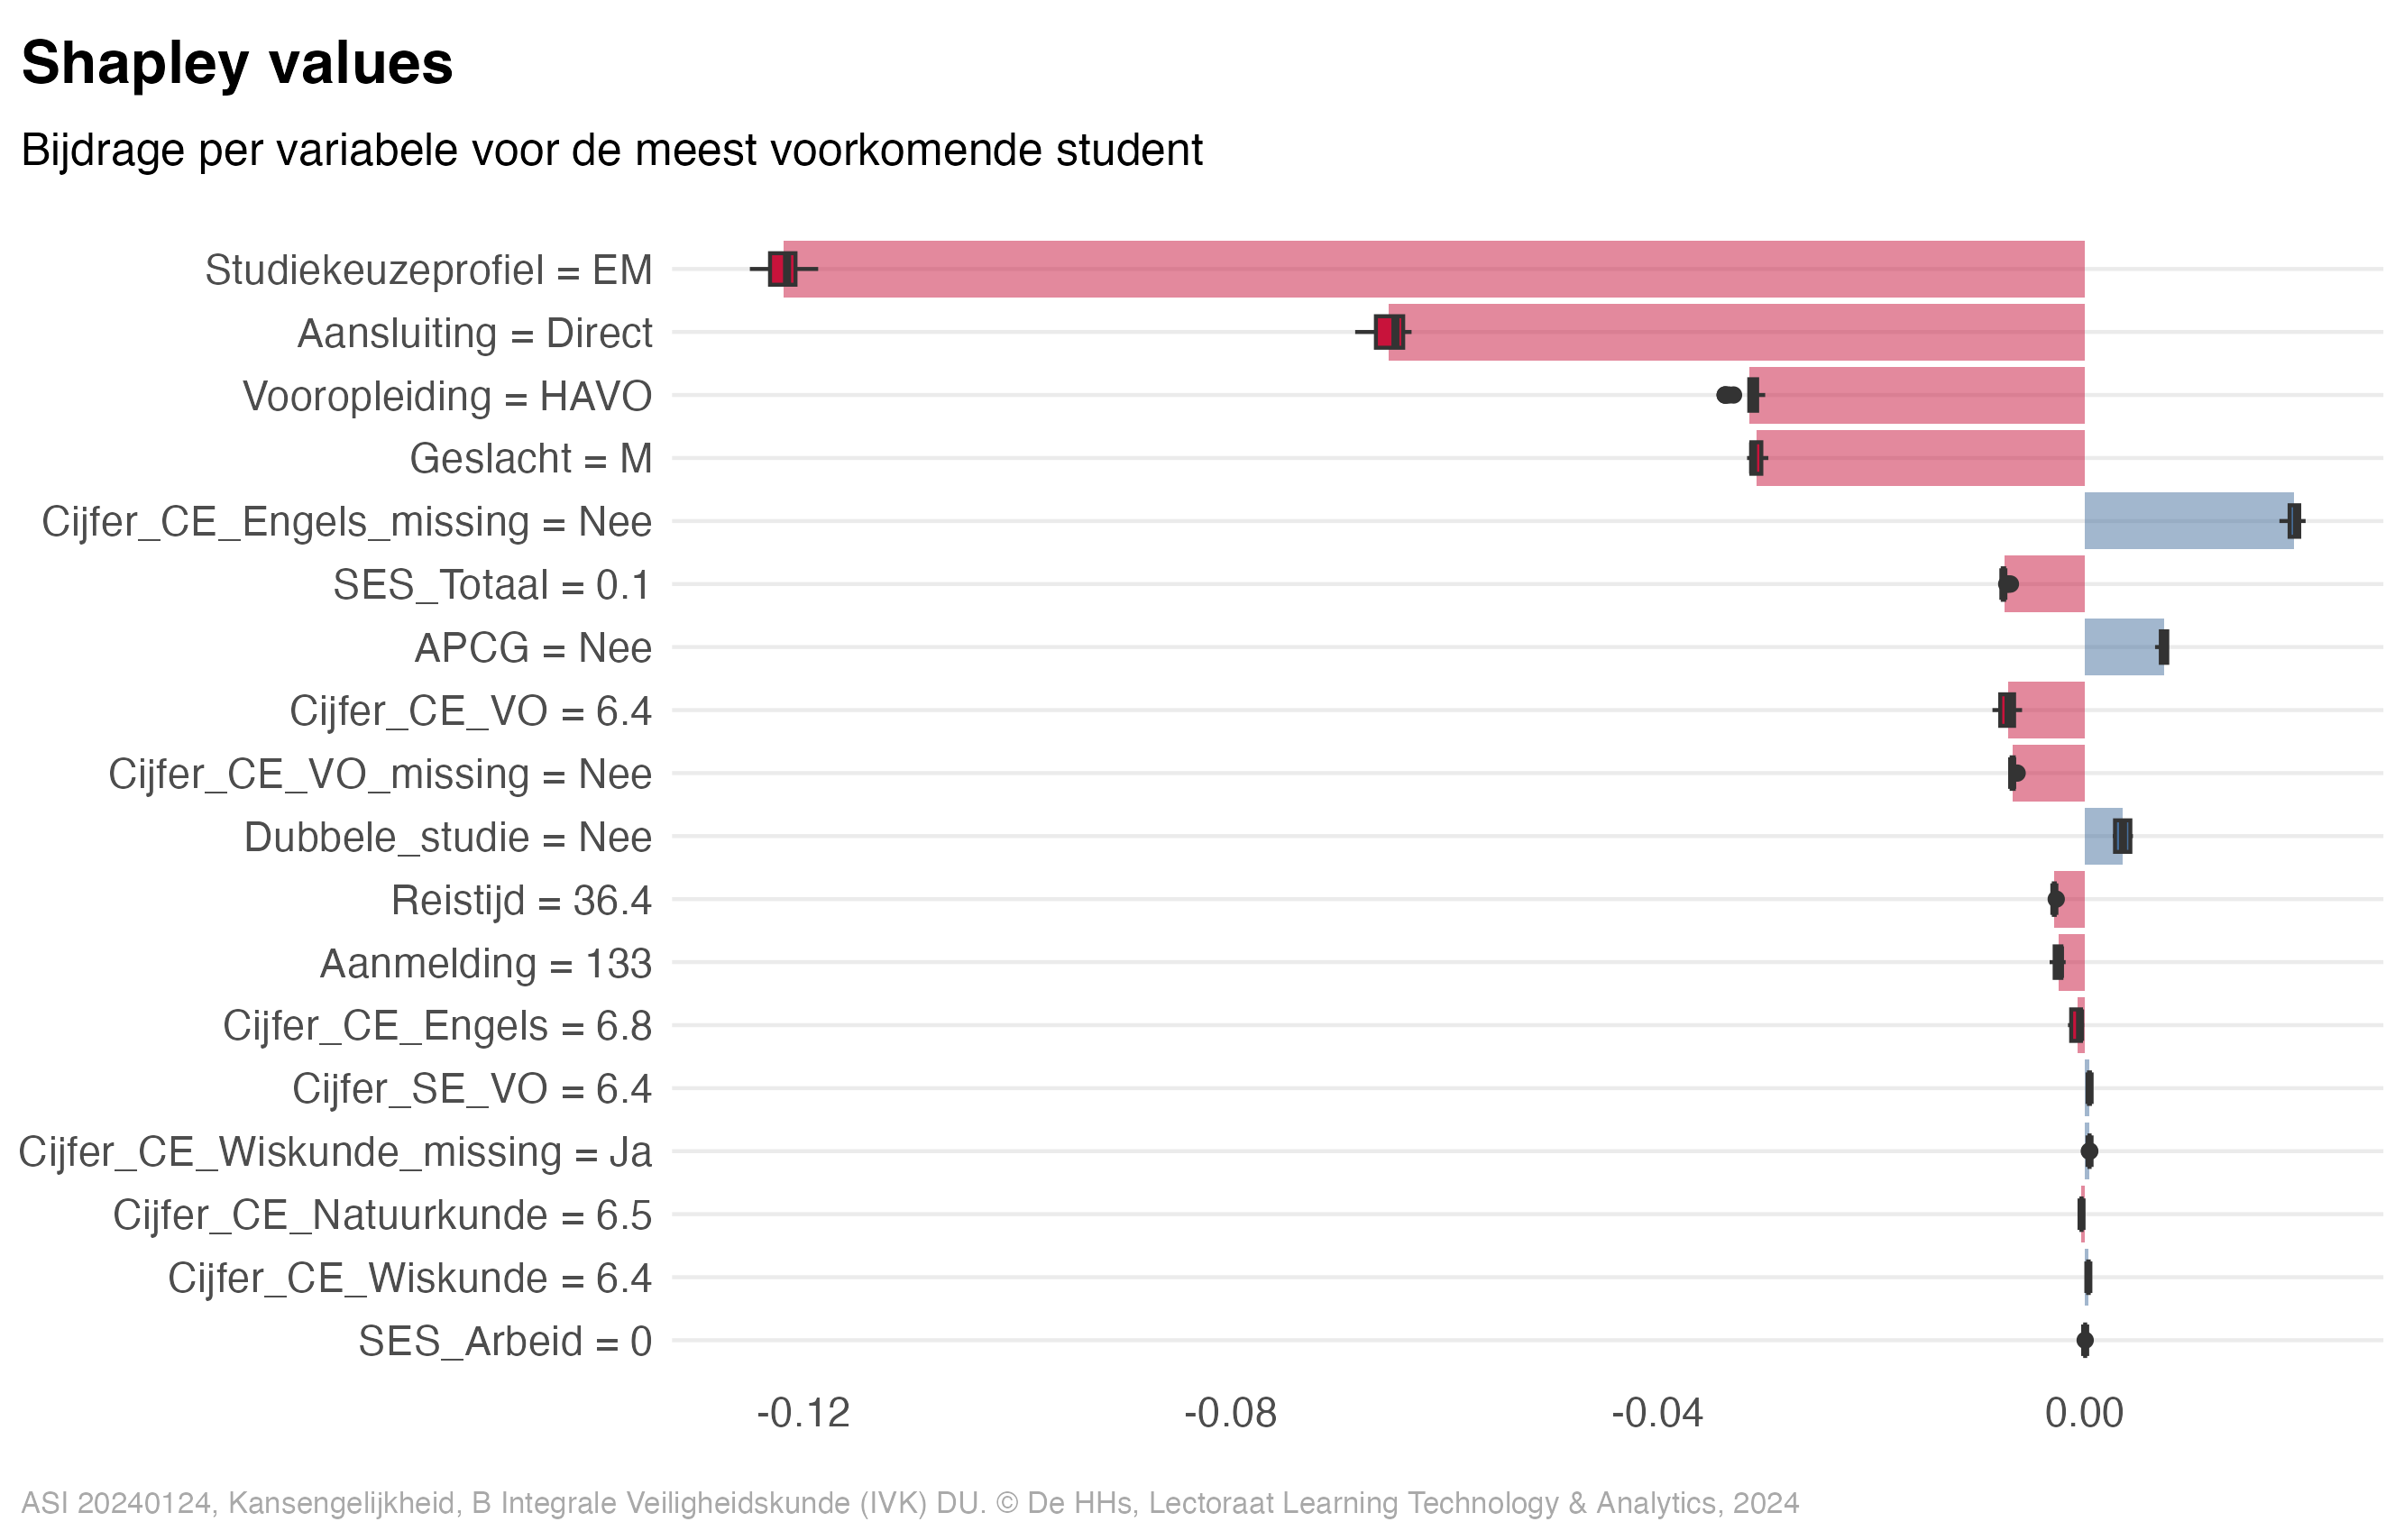 Shapley values
Bijdrage per variabele voor de meest voorkomende student
Studiekeuzeprofiel = EM
Aansluiting = Direct
Vooropleiding = HAVO
Geslacht = M
Cijfer_CE_Engels_missing = Nee
SES_Totaal = 0.1
APCG = Nee
Cijfer_CE_VO = 6.4
Cijfer_CE_VO_missing = Nee
Dubbele_studie = Nee
Reistijd = 36.4
Aanmelding = 133
Cijfer_CE_Engels = 6.8
Cijfer_SE_VO = 6.4
Cijfer_CE_Wiskunde_missing = Ja
Cijfer_CE_Natuurkunde = 6.5
Cijfer_CE_Wiskunde = 6.4
SES_Arbeid = 0
-0.12 -0.08 -0.04 0.00
ASI 20240124, Kansengelijkheid, B Integrale Veiligheidskunde (IVK) DU. © De HHs, Lectoraat Learning Technology & Analytics, 2024